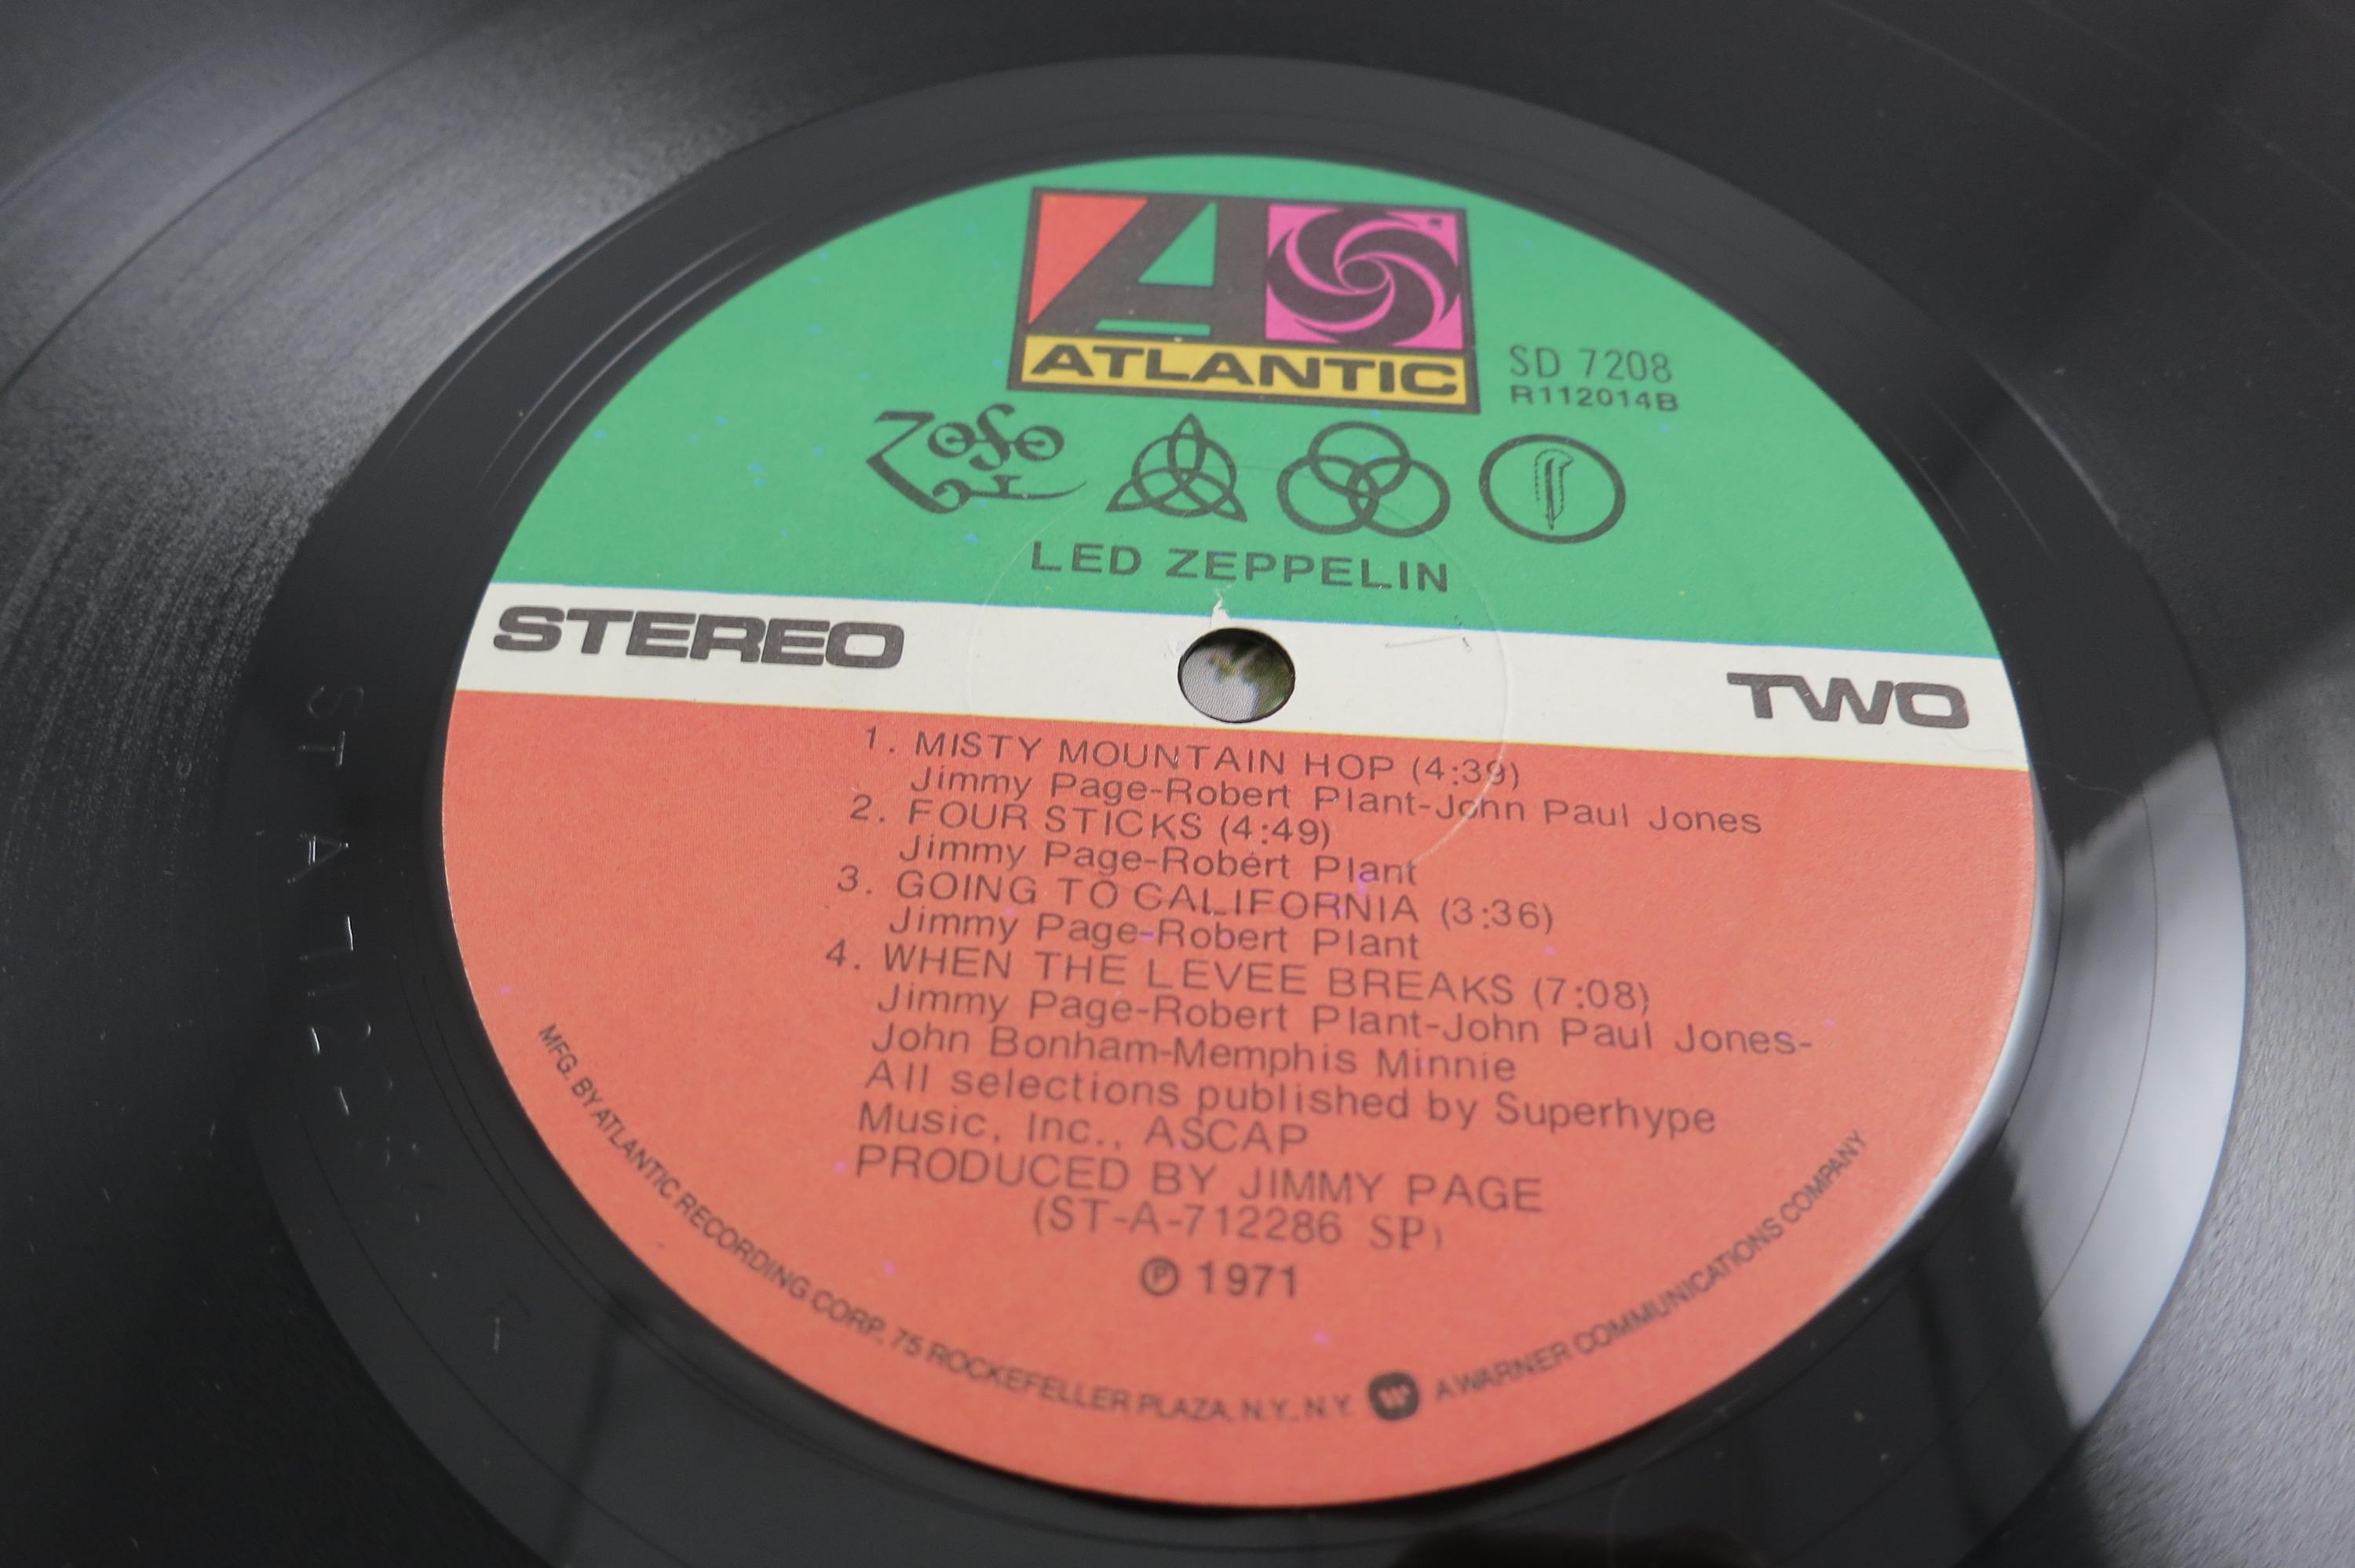 ATLANTIC
SD 7208
R112014B
ZOSO
LED ZEPPELIN
STEREO
TWO
1. MISTY MOUNTAIN HOP (4:39)
Jimmy Page-Robert Plant-John Paul Jones
2. FOUR STICKS (4:49)
Jimmy Page-Robert Plant
3. GOING TO CALIFORNIA (3:36)
Jimmy Page-Robert Plant
4. WHEN THE LEVEE BREAKS (7:08)
Jimmy Page-Robert Plant-John Paul Jones-
John Bonham-Memphis Minnie
All selections published by Superhype
Music, Inc., ASCAP
PRODUCED BY JIMMY PAGE
(ST-A-712286 SP)
Ⓟ 1971
MFG. BY ATLANTIC RECORDING CORP., 75 ROCKEFELLER PLAZA, N.Y., N.Y. A WARNER COMMUNICATIONS COMPANY